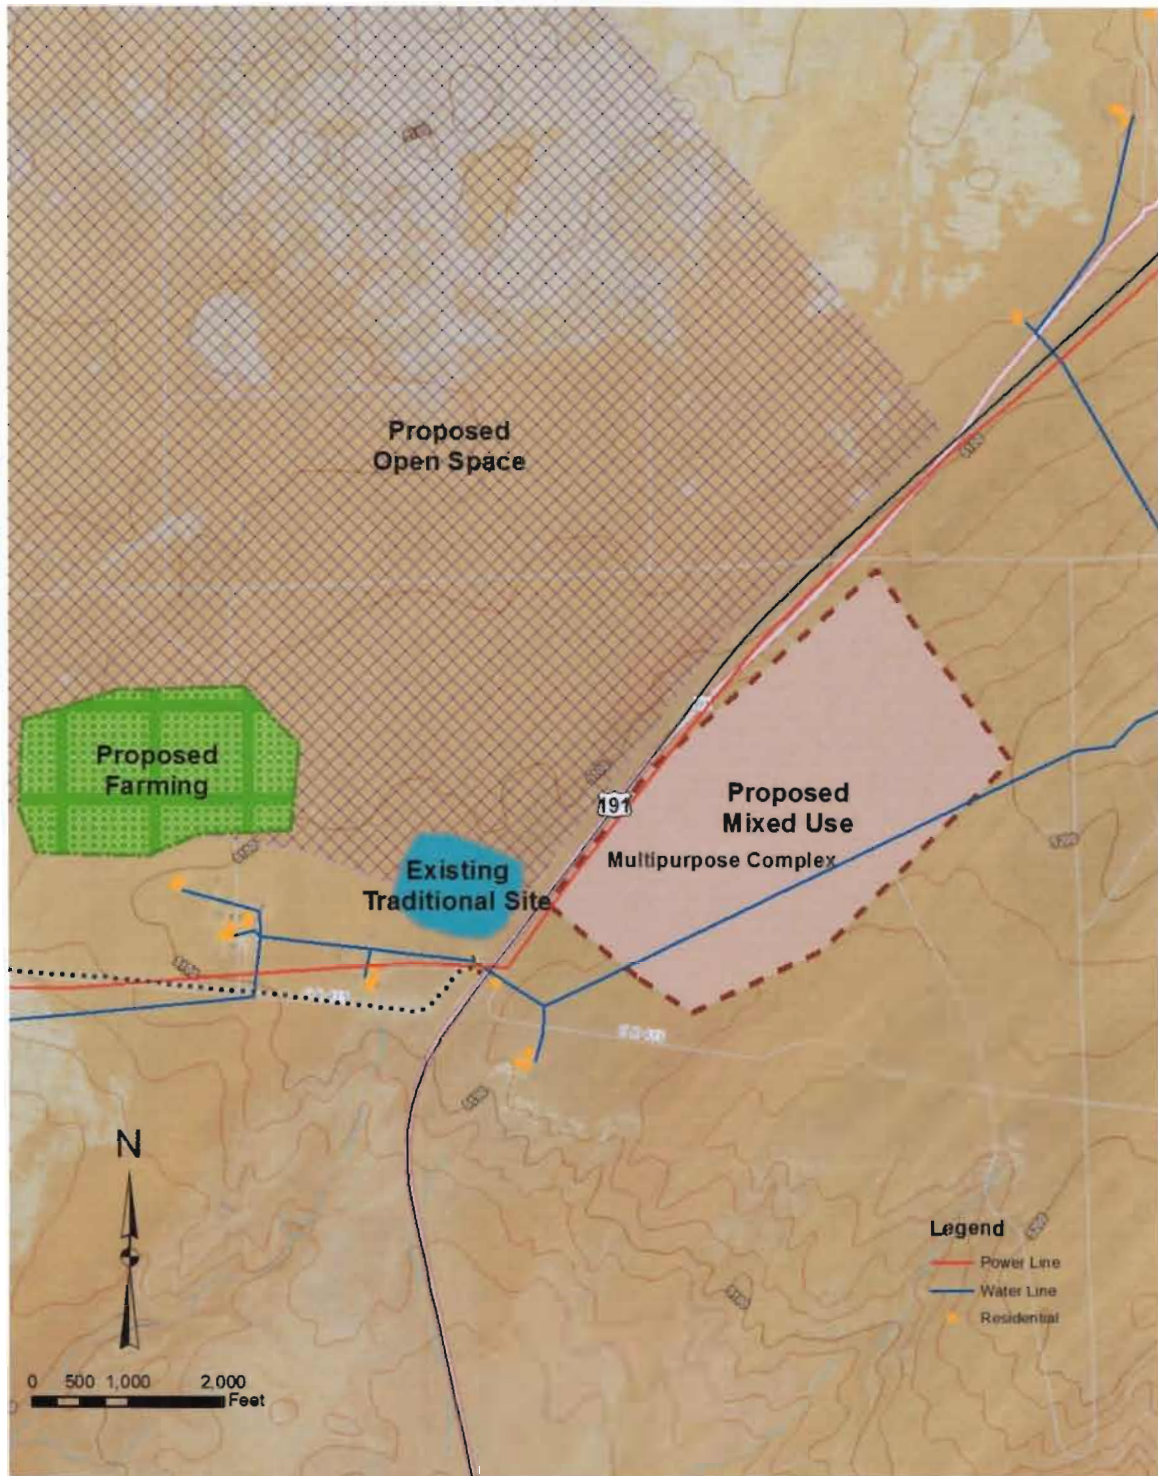 Proposed
Open Space
Proposed
Farming
191
Proposed
Mixed Use
Multipurpose Complex
Existing
Traditional Site
N
Legend
Power Line
Water Line
Residential
0 500 1,000 2,000
Feet